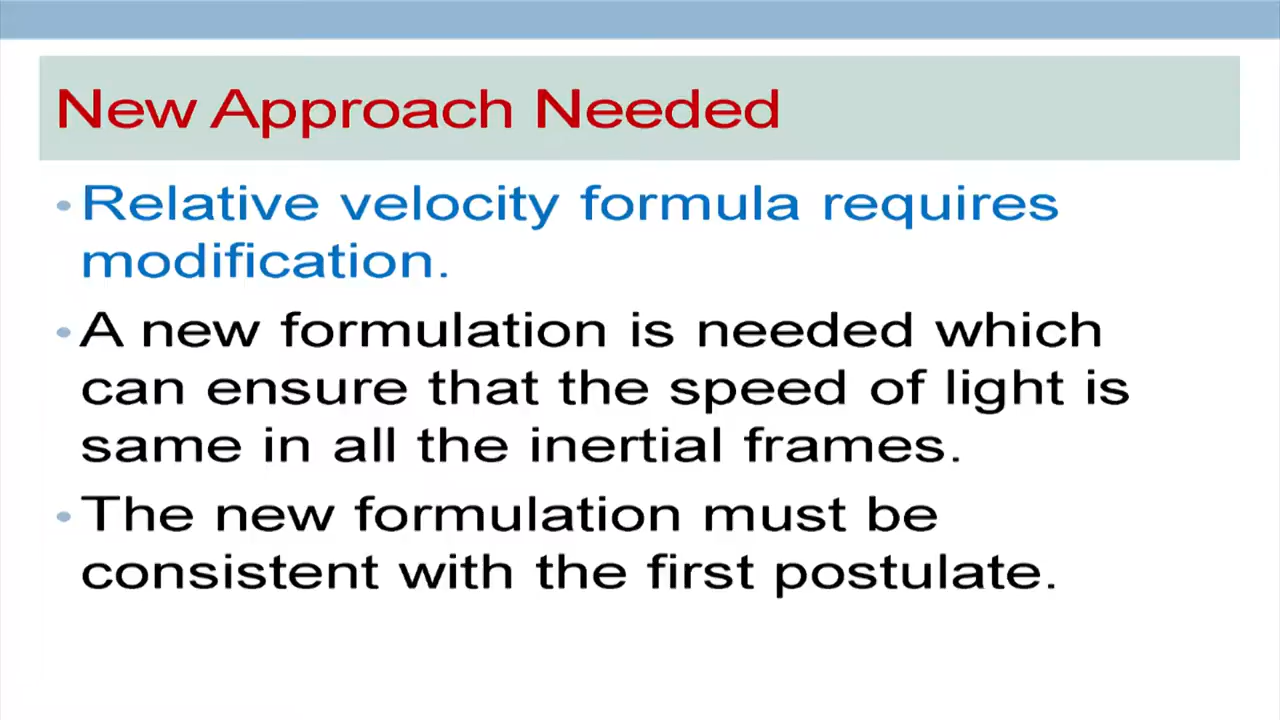 New Approach Needed
• Relative velocity formula requires
modification.
• A new formulation is needed which
can ensure that the speed of light is
same in all the inertial frames.
• The new formulation must be
consistent with the first postulate.